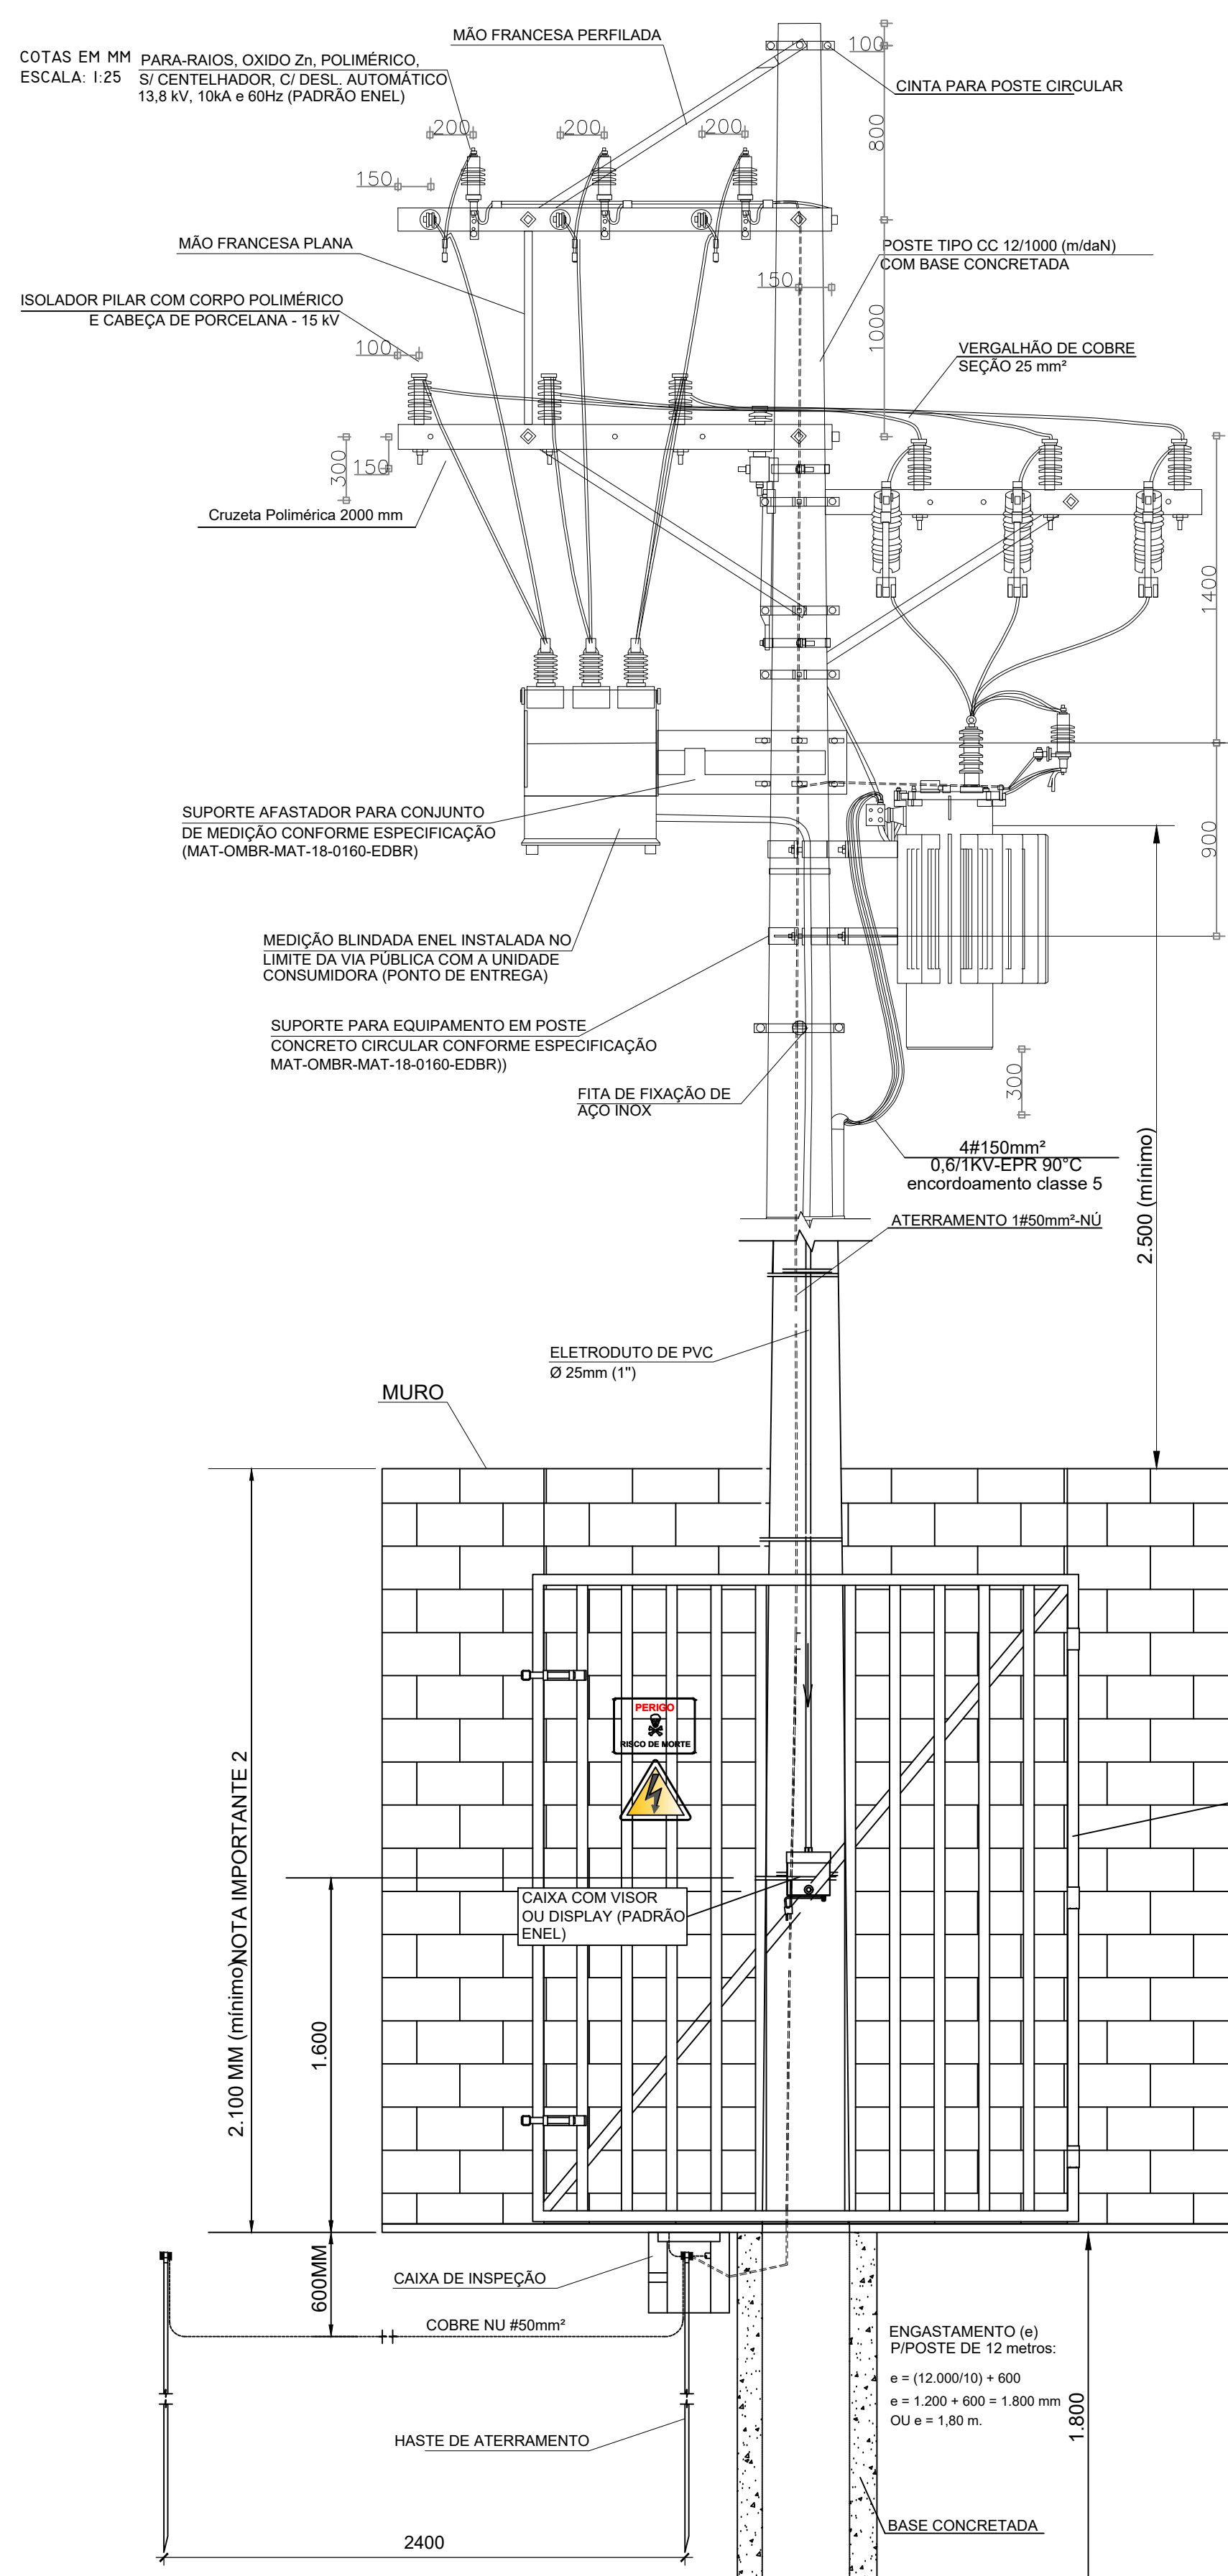 COTAS EM MM
ESCALA: 1:25
PARA-RAIOS, OXIDO Zn, POLIMÉRICO,
S/ CENTELHADOR, C/ DESL. AUTOMÁTICO
13,8 kV, 10kA e 60Hz (PADRÃO ENEL)
MÃO FRANCESA PERFILADA
100
CINTA PARA POSTE CIRCULAR
200
200
200
800
150
MÃO FRANCESA PLANA
POSTE TIPO CC 12/1000 (m/daN)
COM BASE CONCRETADA
150
ISOLADOR PILAR COM CORPO POLIMÉRICO
E CABEÇA DE PORCELANA - 15 kV
1000
100
VERGALHÃO DE COBRE
SEÇÃO 25 mm²
300
150
Cruzeta Polimérica 2000 mm
1400
SUPORTE AFASTADOR PARA CONJUNTO
DE MEDIÇÃO CONFORME ESPECIFICAÇÃO
(MAT-OMBR-MAT-18-0160-EDBR)
900
MEDIÇÃO BLINDADA ENEL INSTALADA NO
LIMITE DA VIA PÚBLICA COM A UNIDADE
CONSUMIDORA (PONTO DE ENTREGA)
SUPORTE PARA EQUIPAMENTO EM POSTE
CONCRETO CIRCULAR CONFORME ESPECIFICAÇÃO
MAT-OMBR-MAT-18-0160-EDBR))
300
FITA DE FIXAÇÃO DE
AÇO INOX
4#150mm²
0,6/1KV-EPR 90°C
encordoamento classe 5
2.500 (mínimo)
ATERRAMENTO 1#50mm²-NÚ
ELETRODUTO DE PVC
Ø 25mm (1")
MURO
PERIGO
RISCO DE MORTE
2.100 MM (mínimo)NOTA IMPORTANTE 2
CAIXA COM VISOR
OU DISPLAY (PADRÃO
ENEL)
1.600
600MM
CAIXA DE INSPEÇÃO
COBRE NU #50mm²
ENGASTAMENTO (e)
P/POSTE DE 12 metros:
e = (12.000/10) + 600
e = 1.200 + 600 = 1.800 mm
OU e = 1,80 m.
1.800
HASTE DE ATERRAMENTO
BASE CONCRETADA
2400